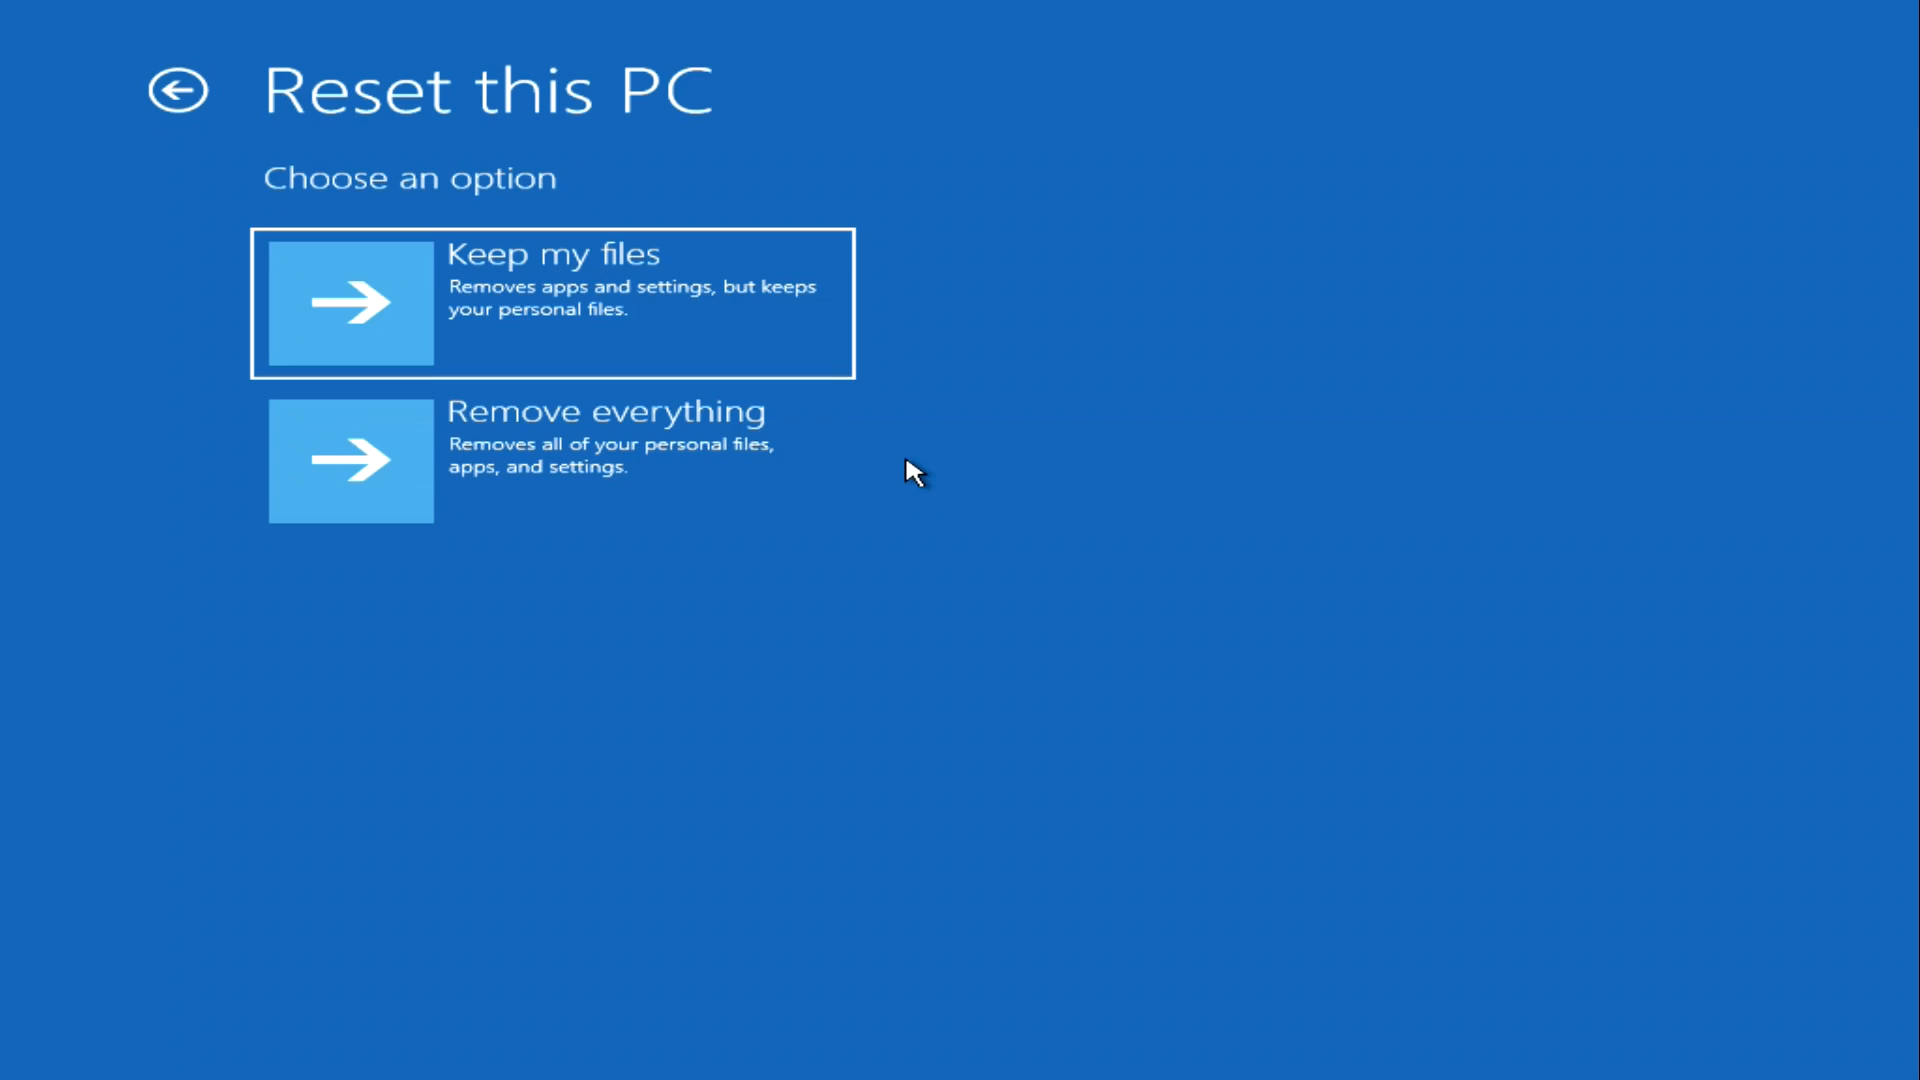 Reset this PC
Choose an option
Keep my files
Removes apps and settings, but keeps
your personal files.
Remove everything
Removes all of your personal files,
apps, and settings.